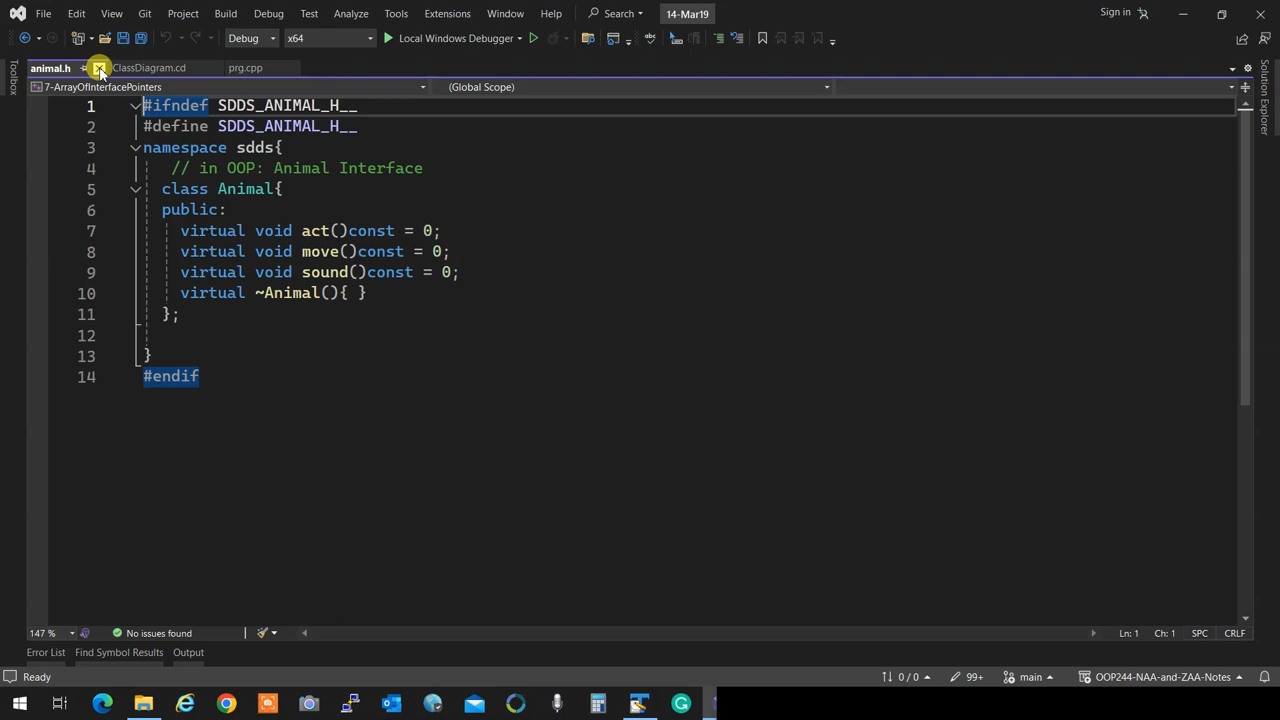 File Edit View Git Project Build Debug Test Analyze Tools Extensions Window Help Search 14-Mar19 Sign in
Debug x64 Local Windows Debugger
animal.h ClassDiagram.cd prg.cpp
7-ArrayOfInterfacePointers (Global Scope)
Toolbox
Solution Explorer
1 #ifndef SDDS_ANIMAL_H__
2 #define SDDS_ANIMAL_H__
3 namespace sdds{
4 // in OOP: Animal Interface
5 class Animal{
6 public:
7 virtual void act()const = 0;
8 virtual void move()const = 0;
9 virtual void sound()const = 0;
10 virtual ~Animal(){ }
11 };
12
13 }
14 #endif
147 % No issues found Ln: 1 Ch: 1 SPC CRLF
Error List Find Symbol Results Output
Ready 0 / 0 99+ main OOP244-NAA-and-ZAA-Notes